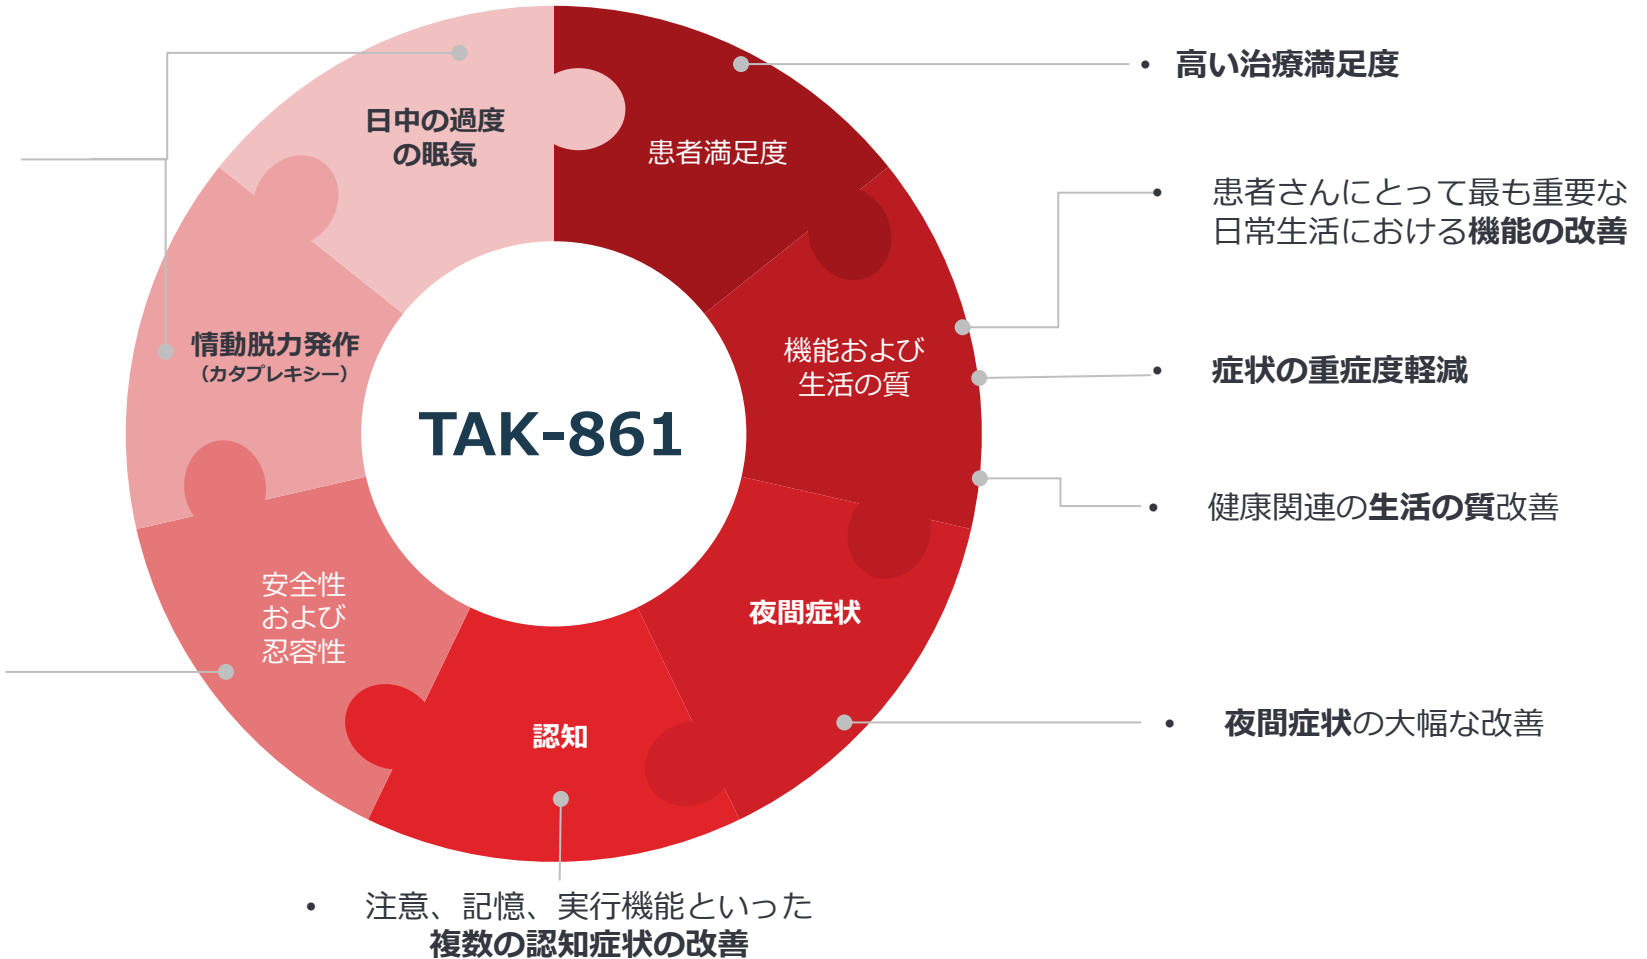 日中の過度
の眠気
患者満足度
情動脱力発作
（カタプレキシー）
機能および
生活の質
TAK-861
安全性
および
忍容性
夜間症状
認知
• 高い治療満足度
• 患者さんにとって最も重要な
日常生活における機能の改善
• 症状の重症度軽減
• 健康関連の生活の質改善
• 夜間症状の大幅な改善
• 注意、記憶、実行機能といった
複数の認知症状の改善